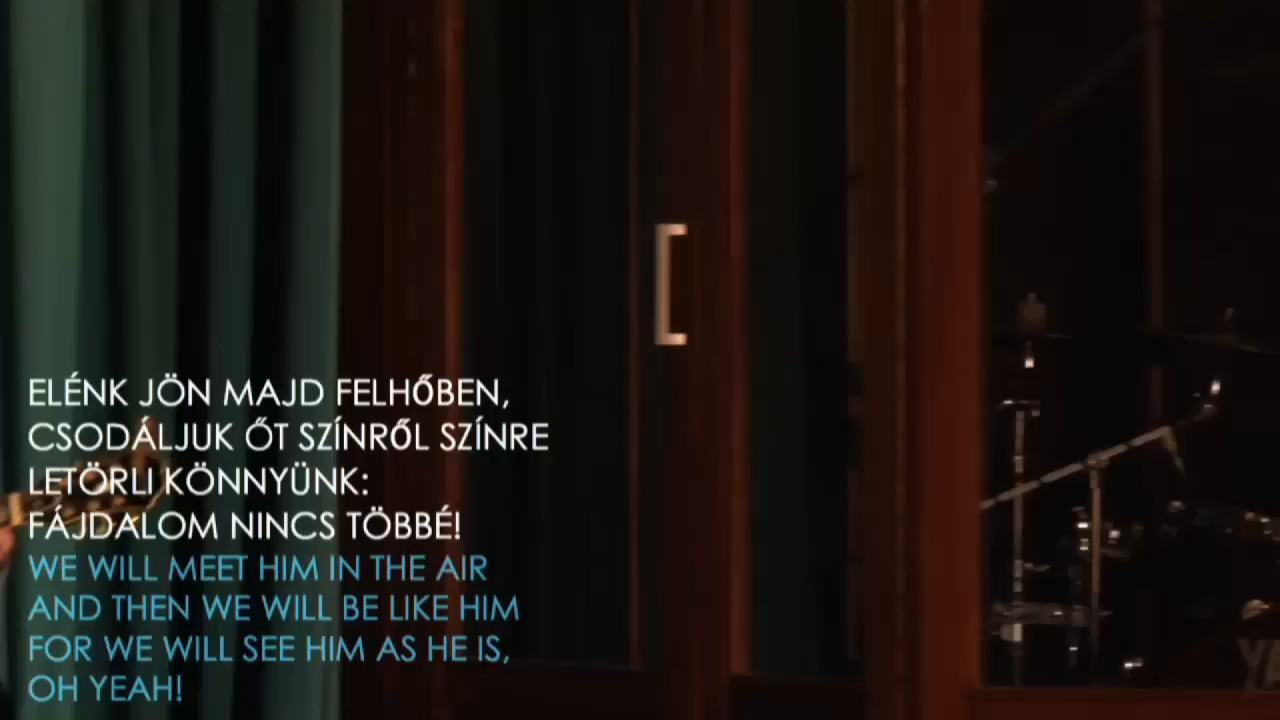 ELÉNK JÖN MAJD FELHŐBEN,
CSODÁLJUK ŐT SZÍNRŐL SZÍNRE
LETÖRLI KÖNNYÜNK:
FÁJDALOM NINCS TÖBBÉ!
WE WILL MEET HIM IN THE AIR
AND THEN WE WILL BE LIKE HIM
FOR WE WILL SEE HIM AS HE IS,
OH YEAH!